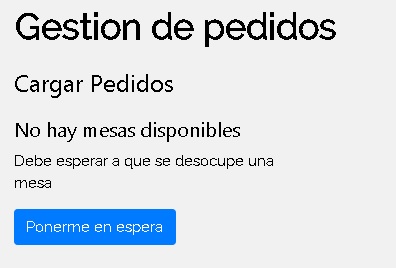 Gestion de pedidos
Cargar Pedidos
No hay mesas disponibles
Debe esperar a que se desocupe una
mesa
Ponerme en espera